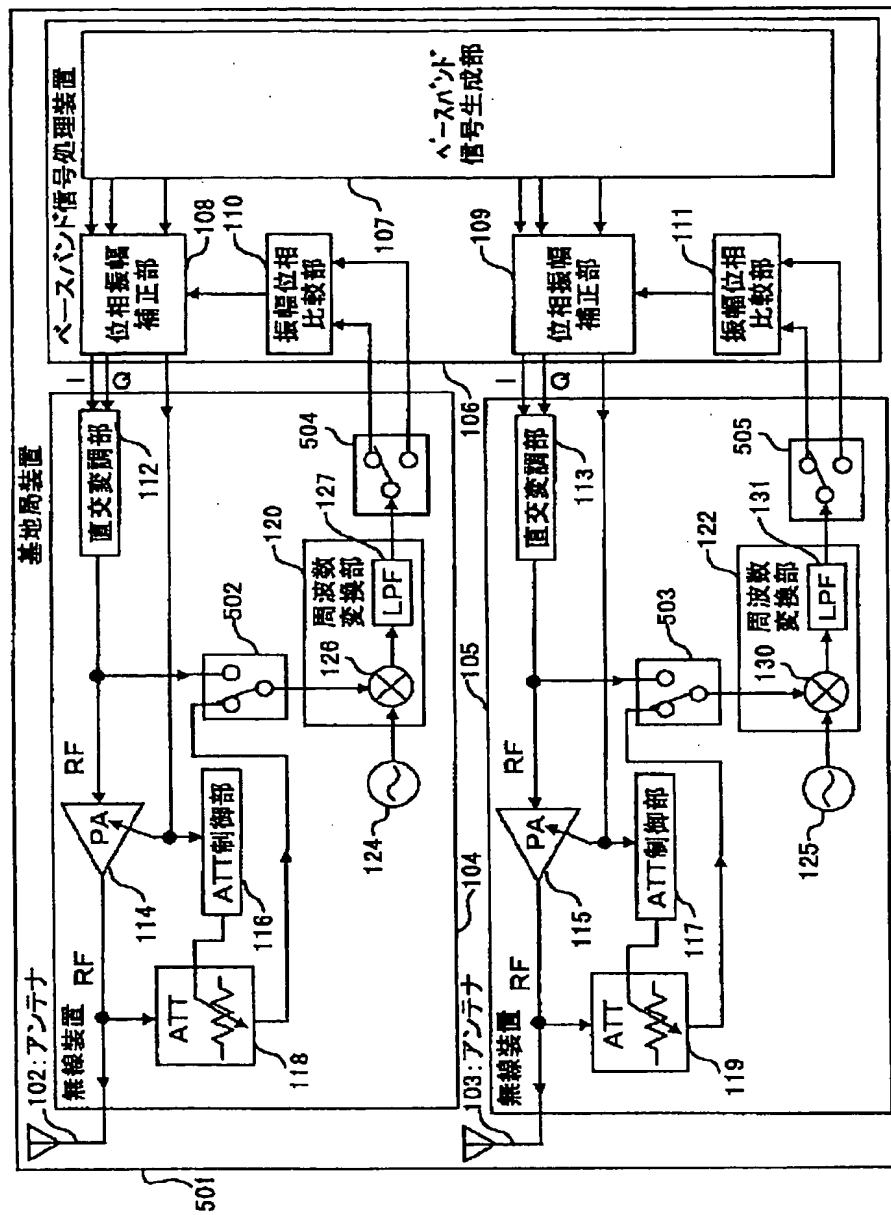 基地局装置
501
102:アンテナ
無線装置
RF
114
PA
RF
112
直交変調部
I
Q
ATT
118
116
ATT制御部
502
504
周波数
変換部
120
127
126
LPF
124
104
ベースバンド信号処理装置
位相振幅
補正部
108
振幅位相
比較部
110
106
107
ベースバンド
信号生成部
103:アンテナ
無線装置
RF
115
PA
113
直交変調部
I
Q
105
ATT
119
117
ATT制御部
503
505
周波数
変換部
122
131
130
LPF
125
位相振幅
補正部
109
振幅位相
比較部
111